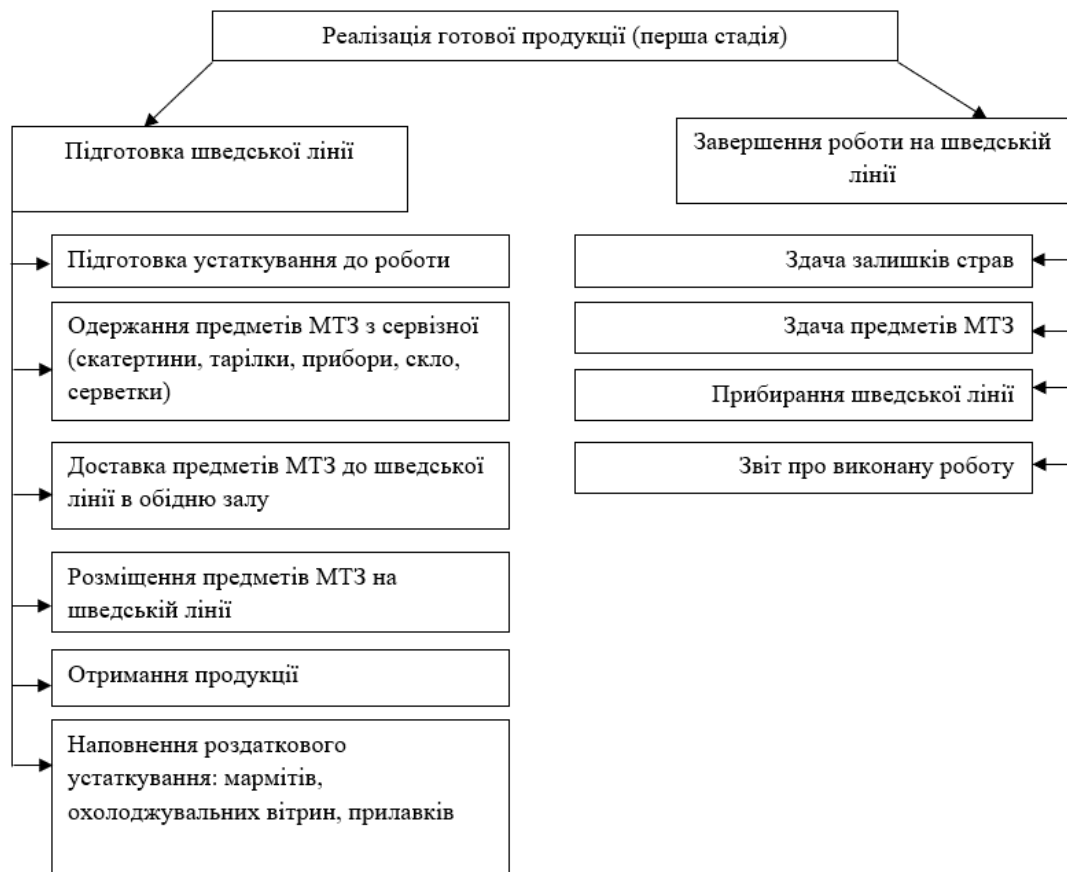 Реалізація готової продукції (перша стадія)
Підготовка шведської лінії
Підготовка устаткування до роботи
Одержання предметів МТЗ з сервізної
(скатертини, тарілки, прибори, скло,
серветки)
Доставка предметів МТЗ до шведської
лінії в обідню залу
Розміщення предметів МТЗ на
шведській лінії
Отримання продукції
Наповнення роздаткового
устаткування: мармітів,
охолоджувальних вітрин, прилавків
Завершення роботи на шведській
лінії
Здача залишків страв
Здача предметів МТЗ
Прибирання шведської лінії
Звіт про виконану роботу